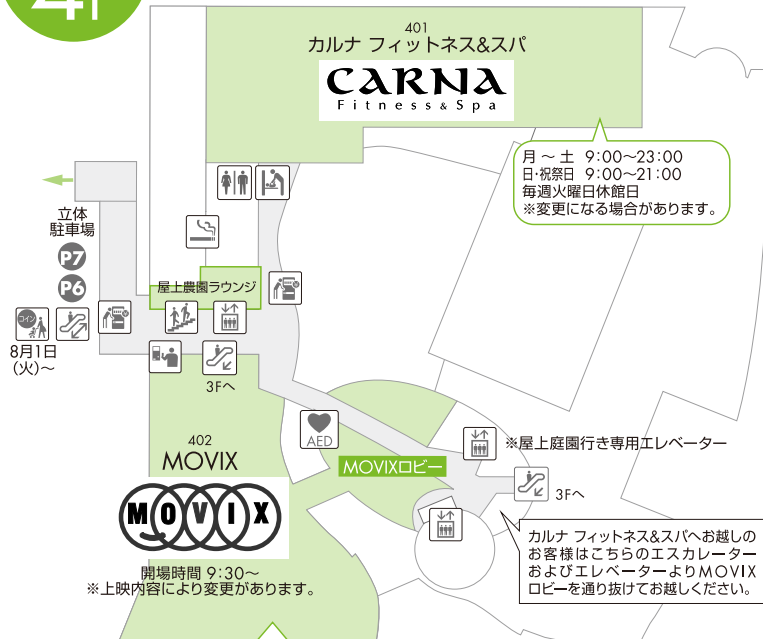 4F
401
カルナ フィットネス&スパ
CARNA
Fitness & Spa
月 ～ 土 9:00～23:00
日・祝祭日 9:00～21:00
毎週火曜日休館日
※変更になる場合があります。
立体
駐車場
P7
P6
コイン
8月1日
(火)～
屋上農園ラウンジ
3Fへ
AED
402
MOVIX
MOVIX
開場時間 9:30～
※上映内容により変更があります。
MOVIXロビー
※屋上庭園行き専用エレベーター
3Fへ
カルナ フィットネス&スパへお越しの
お客様はこちらのエスカレーター
およびエレベーターよりMOVIX
ロビーを通り抜けてお越しください。